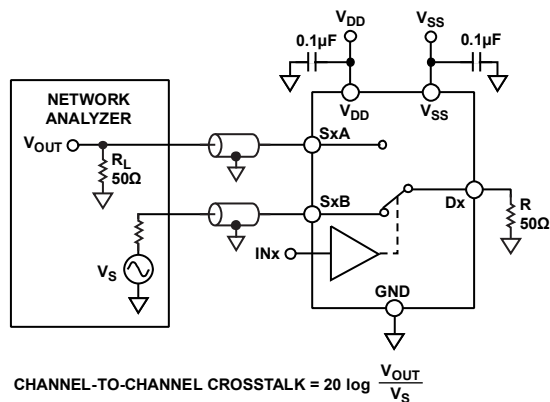 VDD
VSS
0.1µF
0.1µF
VDD
VSS
NETWORK
ANALYZER
VOUT
RL
50Ω
SxA
SxB
Dx
R
50Ω
INx
VS
GND
CHANNEL-TO-CHANNEL CROSSTALK = 20 log VOUT
VS